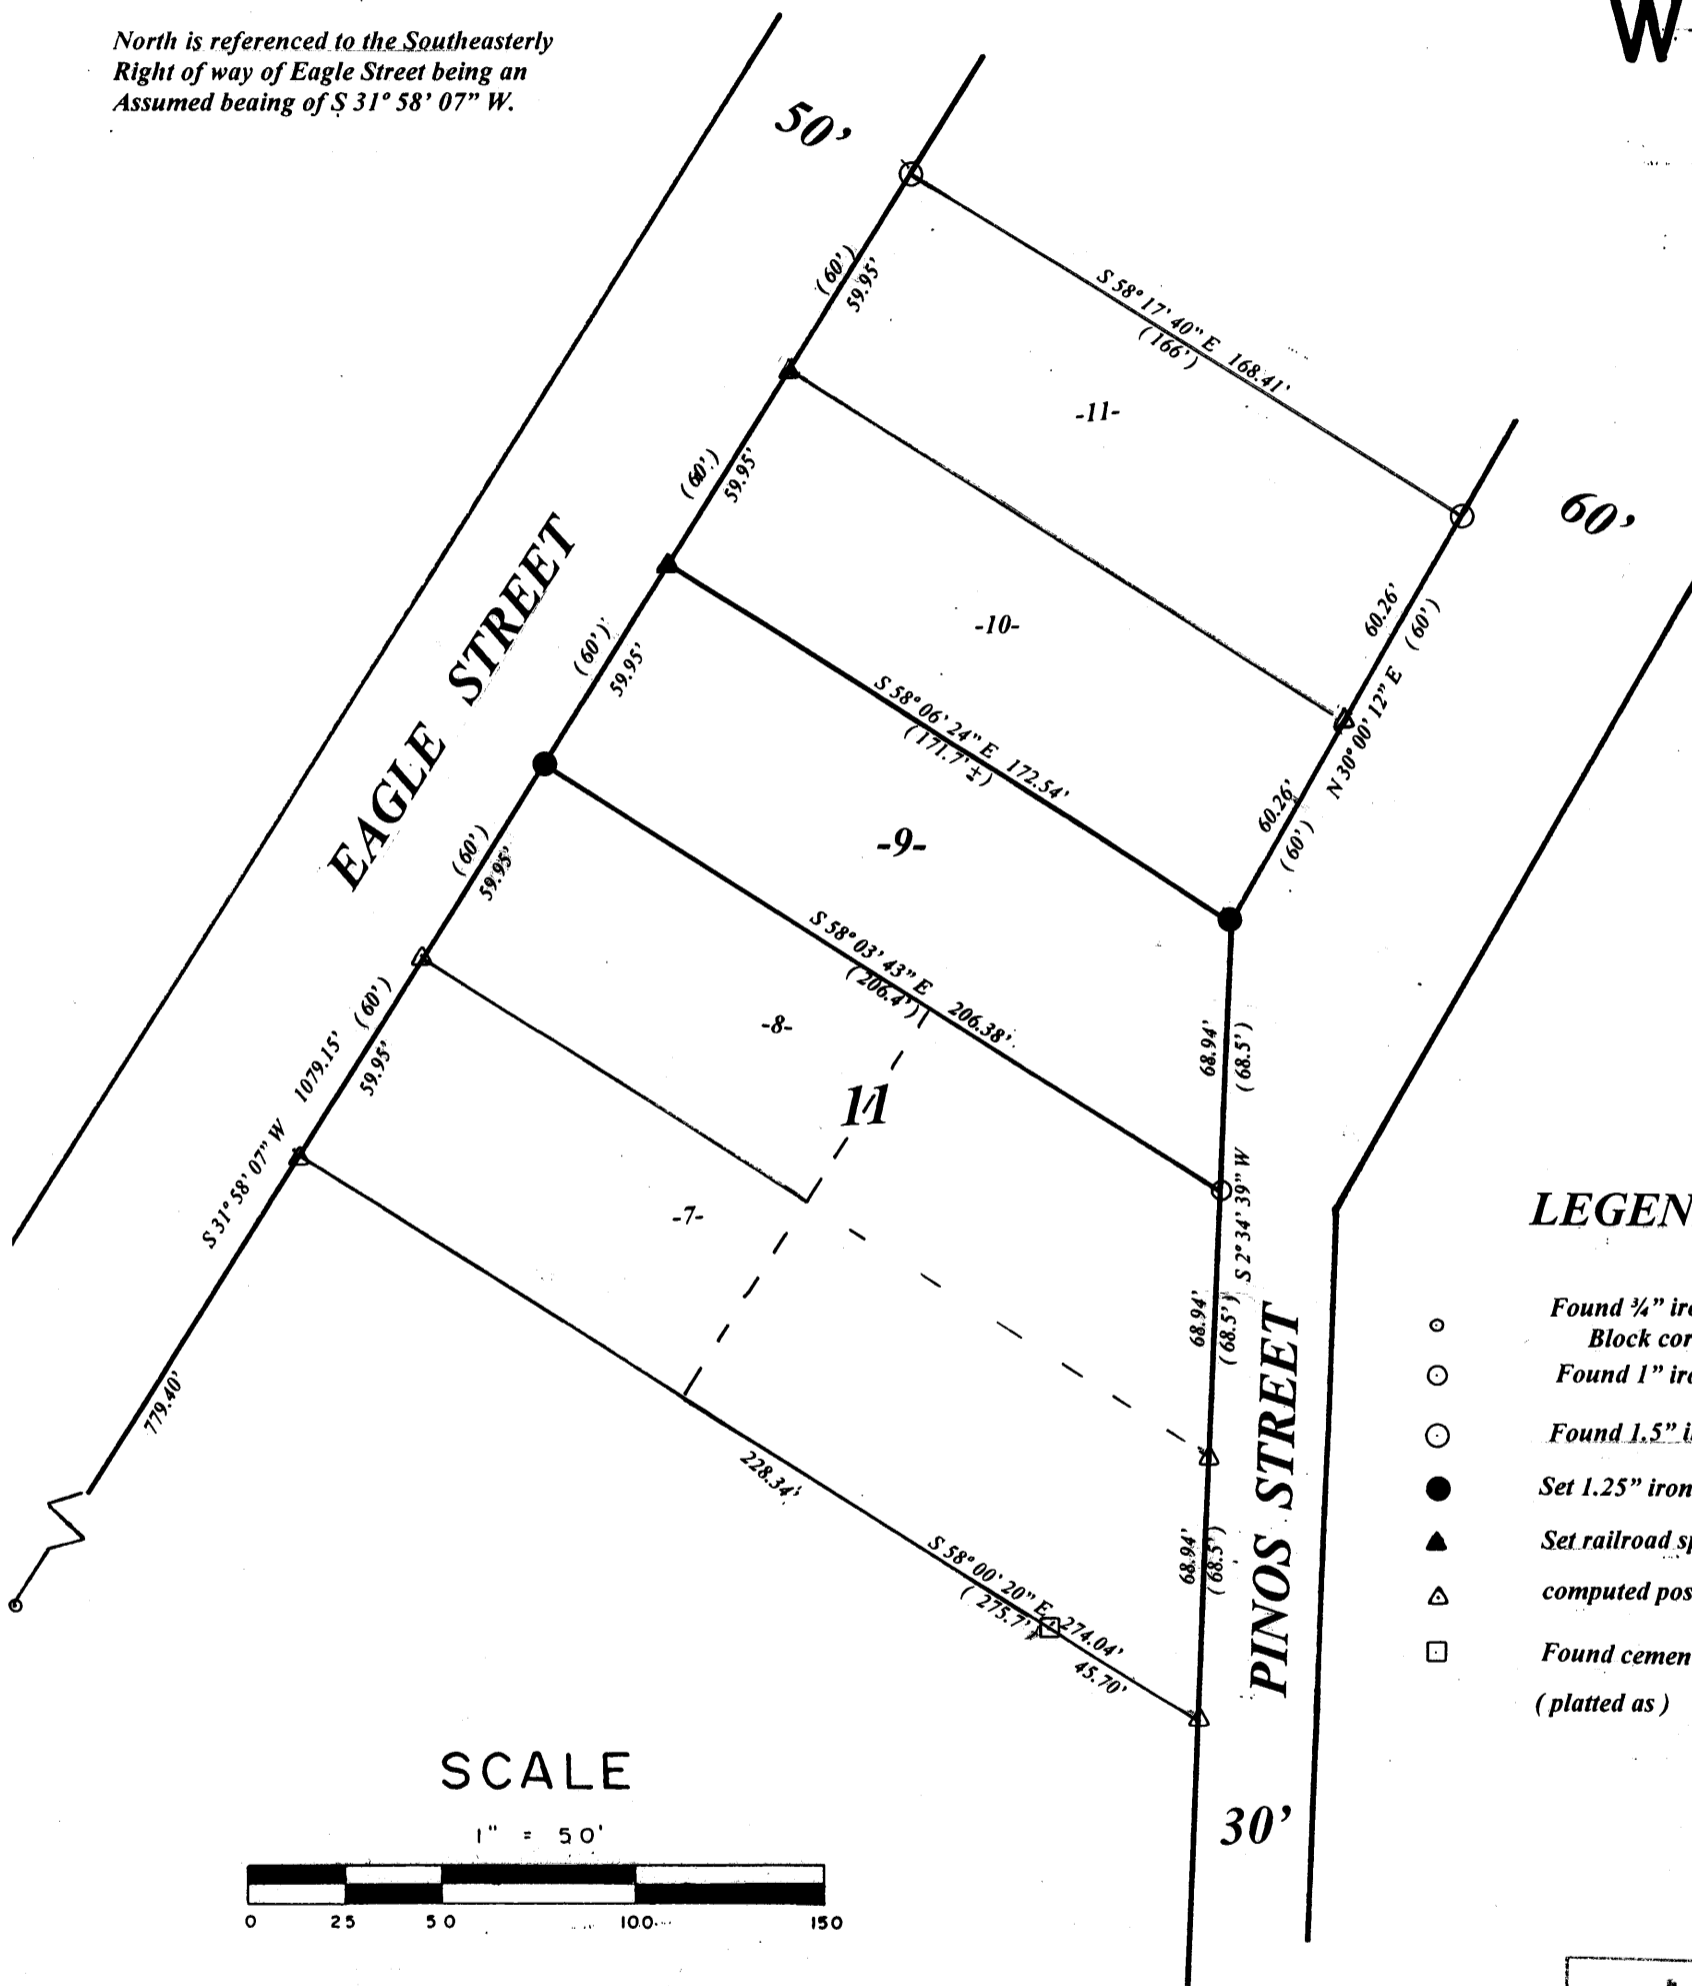 North is referenced to the Southeasterly
Right of way of Eagle Street being an
Assumed beaing of S 31° 58' 07" W.
W
50'
(60')
59.95'
S 58° 17' 40" E 168.41'
(166')
-11-
60'
(60')
59.95'
60.26'
(60')
-10-
N 30° 00' 12" E
EAGLE STREET
(60')
59.95'
S 58° 06' 24" E 172.54'
(171.7'±)
60.26'
(60')
-9-
(60')
59.95'
S 58° 03' 43" E 206.38'
(206.4')
68.94'
(68.5')
-8-
11
1079.15' (60')
59.95'
S 31° 58' 07" W
-7-
S 2° 34' 39" W
68.94'
(68.5')
PINOS STREET
779.40'
228.34'
S 58° 00' 20" E 274.04'
(275.7')
45.70'
68.94'
(68.5')
30'
LEGEN
Found ¾" iro
Block cor
Found 1" iro
Found 1.5" i
Set 1.25" iron
Set railroad sp
computed pos
Found cemen
( platted as )
SCALE
1" = 50'
0 25 50 100 150